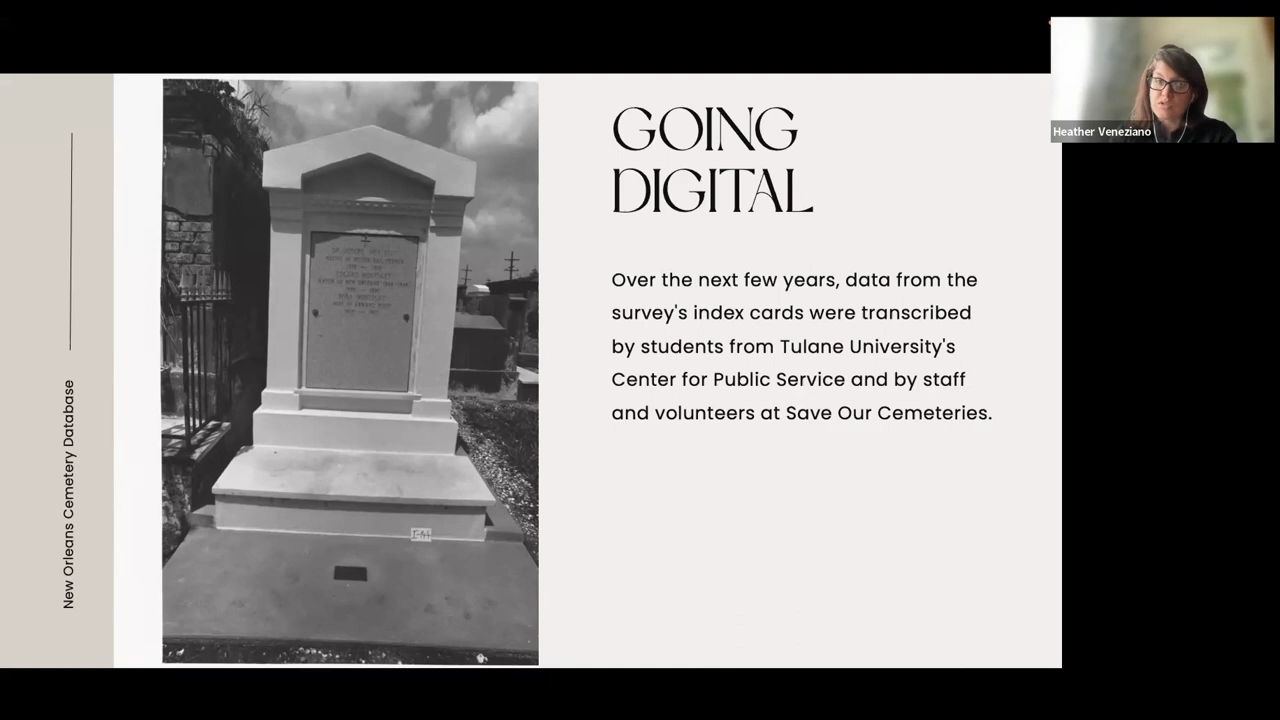 Heather Veneziano
GOING
DIGITAL
Over the next few years, data from the
survey's index cards were transcribed
by students from Tulane University's
Center for Public Service and by staff
and volunteers at Save Our Cemeteries.
New Orleans Cemetery Database